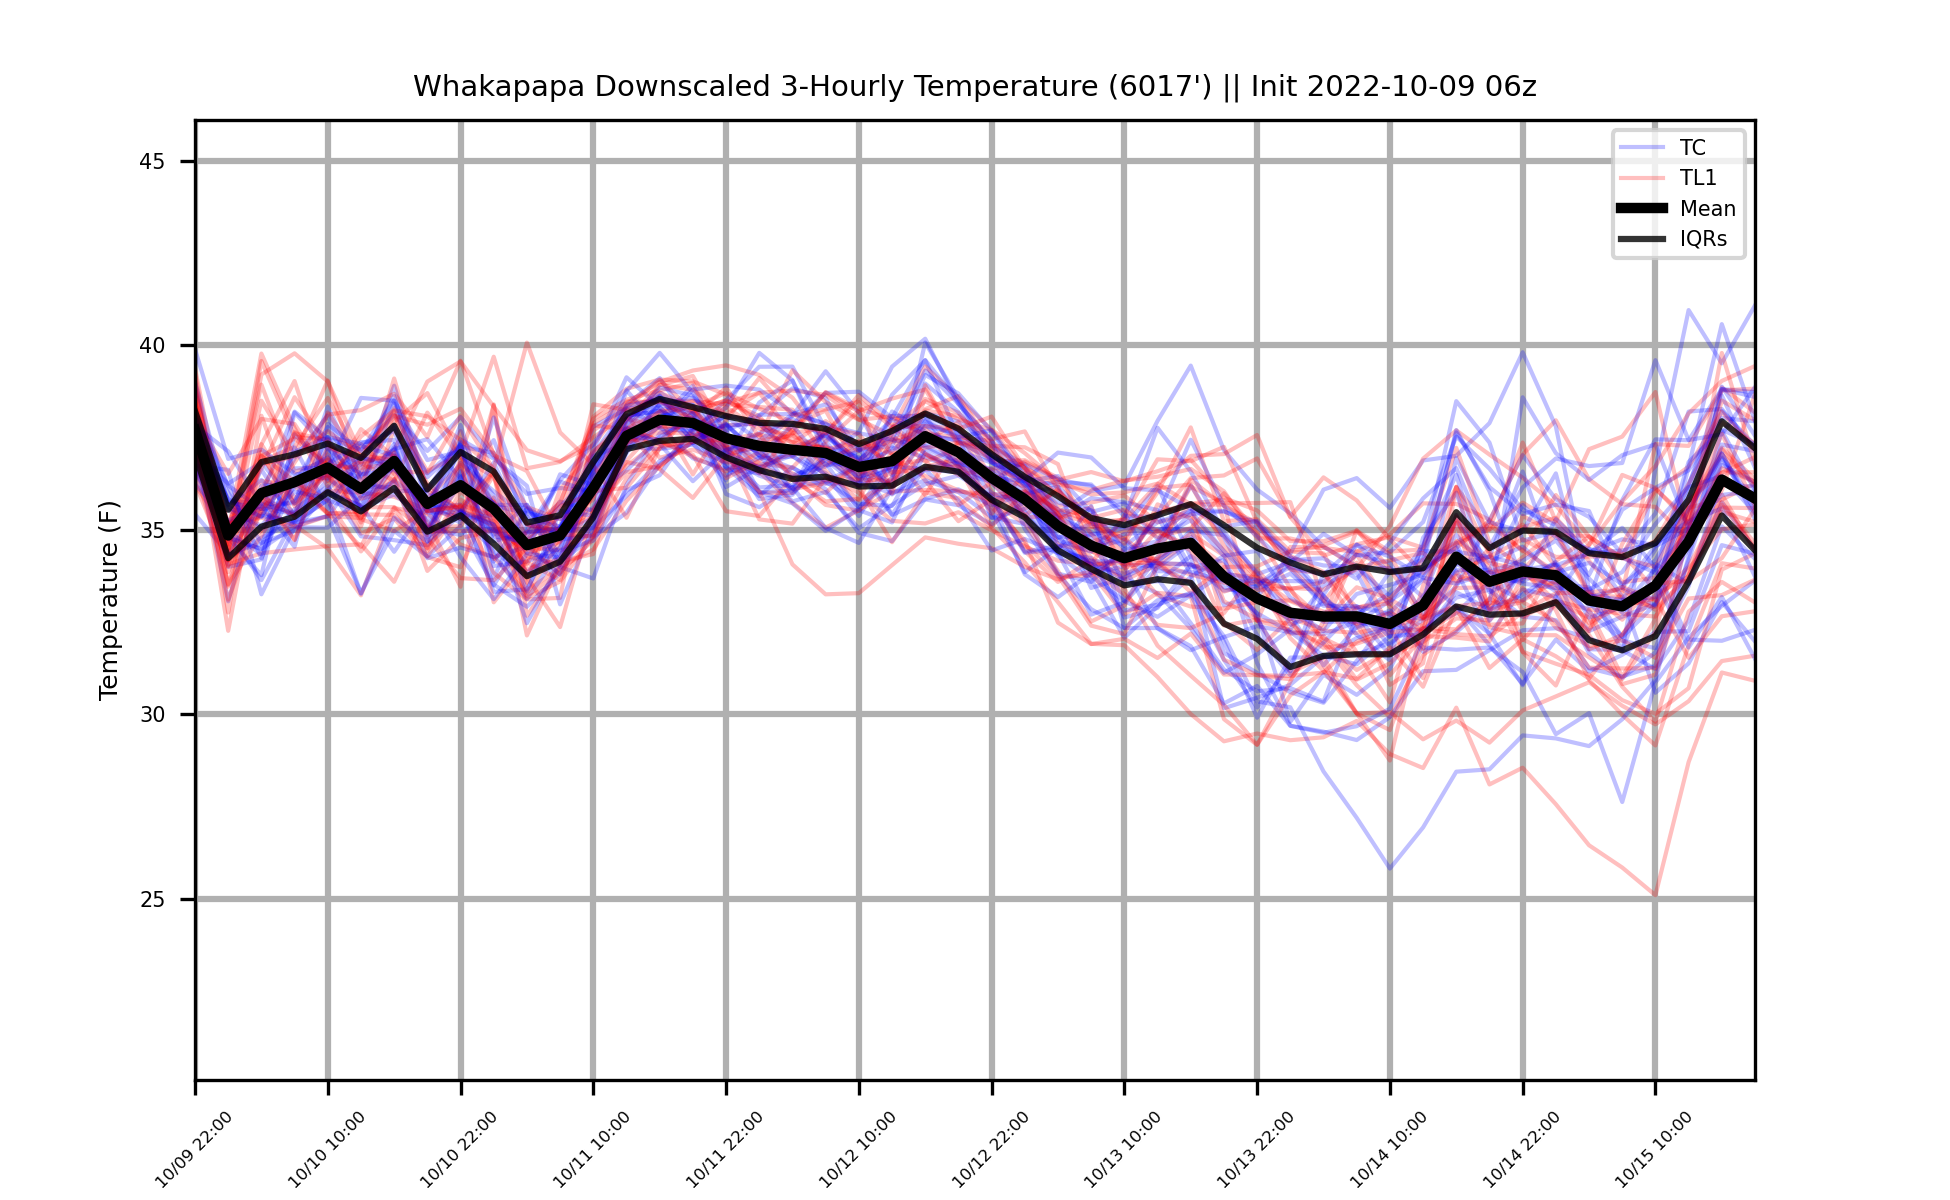 Whakapapa Downscaled 3-Hourly Temperature (6017') || Init 2022-10-09 06z
TC
TL1
Mean
IQRs
Temperature (F)
45
40
35
30
25
10/09 22:00
10/10 10:00
10/10 22:00
10/11 10:00
10/11 22:00
10/12 10:00
10/12 22:00
10/13 10:00
10/13 22:00
10/14 10:00
10/14 22:00
10/15 10:00